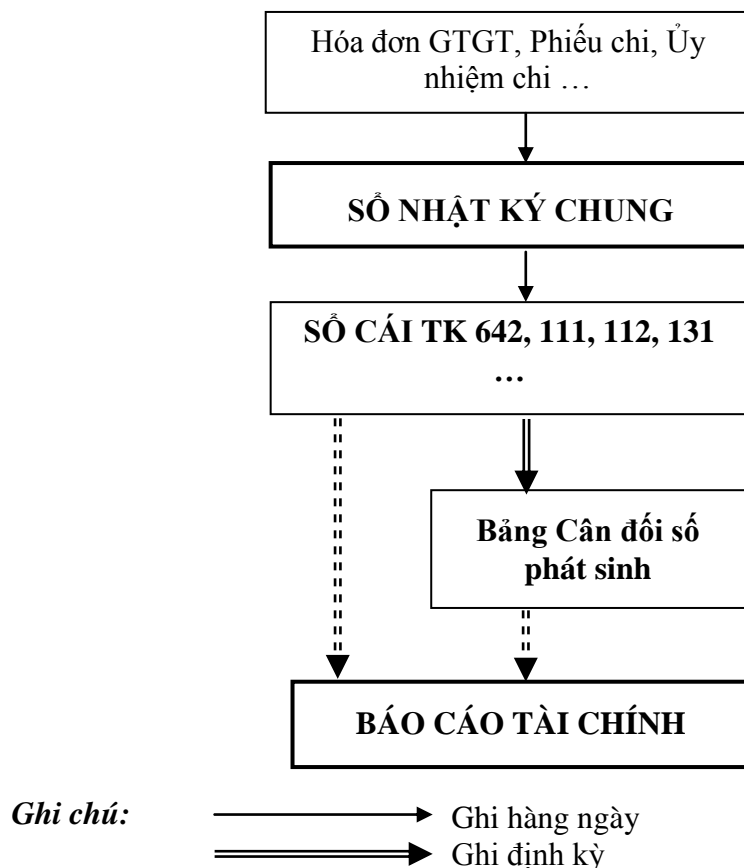 Hóa đơn GTGT, Phiếu chi, Ủy
nhiệm chi …
SỔ NHẬT KÝ CHUNG
SỔ CÁI TK 642, 111, 112, 131
…
Bảng Cân đối số
phát sinh
BÁO CÁO TÀI CHÍNH
Ghi chú:
Ghi hàng ngày
Ghi định kỳ